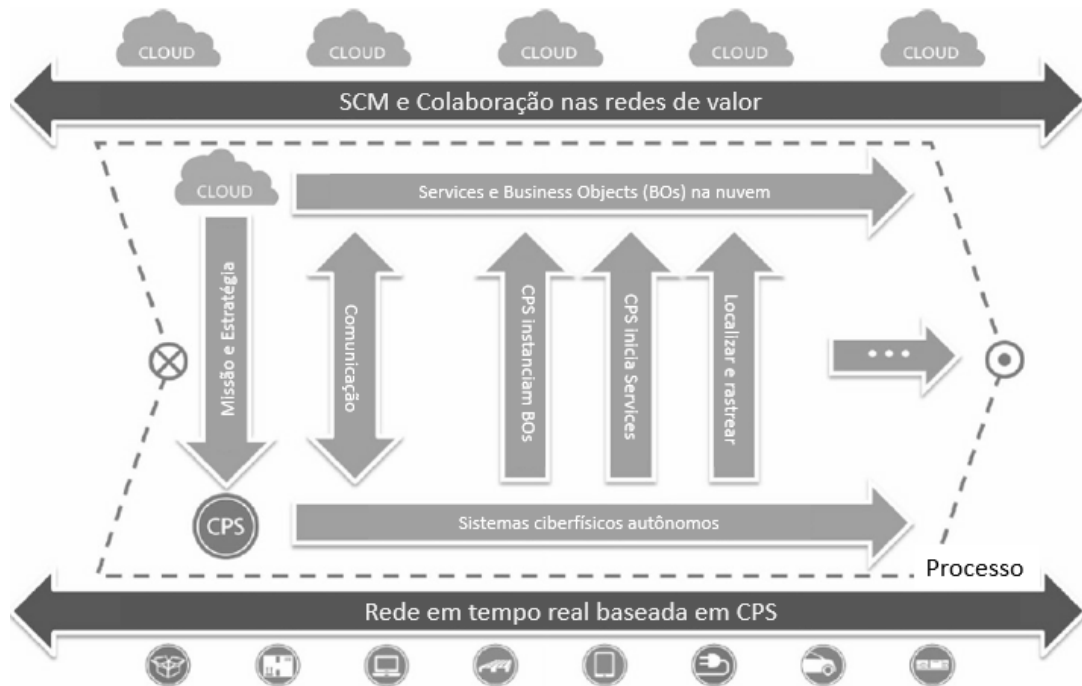 CLOUD
CLOUD
CLOUD
CLOUD
CLOUD
SCM e Colaboração nas redes de valor
CLOUD
Services e Business Objects (BOs) na nuvem
Missão e Estratégia
Comunicação
CPS instanciam BOs
CPS inicia Services
Localizar e rastrear
CPS
Sistemas ciberfísicos autônomos
Processo
Rede em tempo real baseada em CPS